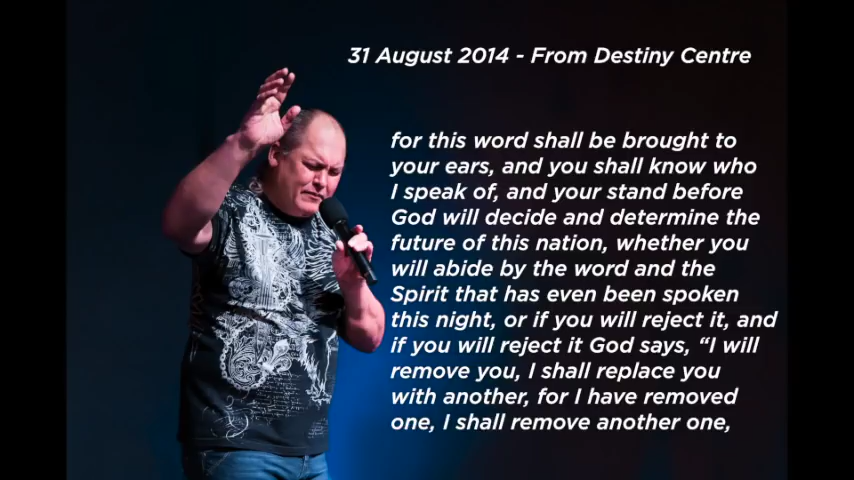 31 August 2014 - From Destiny Centre
for this word shall be brought to
your ears, and you shall know who
I speak of, and your stand before
God will decide and determine the
future of this nation, whether you
will abide by the word and the
Spirit that has even been spoken
this night, or if you will reject it, and
if you will reject it God says, “I will
remove you, I shall replace you
with another, for I have removed
one, I shall remove another one,